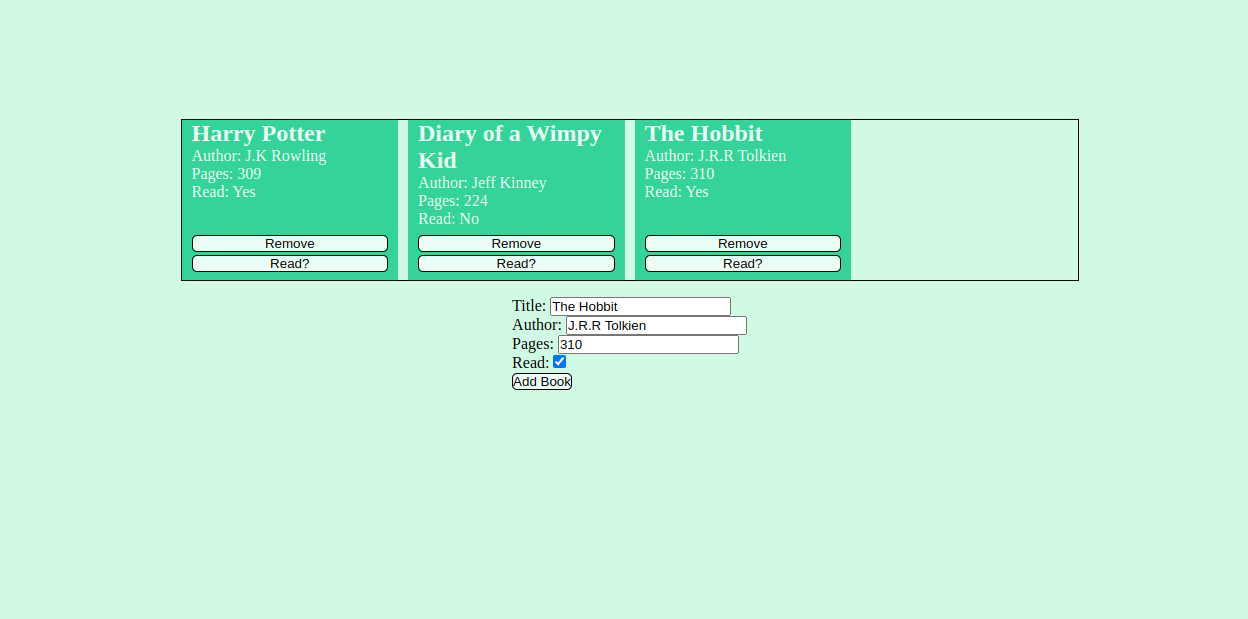 Harry Potter
Author: J.K Rowling
Pages: 309
Read: Yes
Remove
Read?
Diary of a Wimpy
Kid
Author: Jeff Kinney
Pages: 224
Read: No
Remove
Read?
The Hobbit
Author: J.R.R Tolkien
Pages: 310
Read: Yes
Remove
Read?
Title: The Hobbit
Author: J.R.R Tolkien
Pages: 310
Read:
Add Book